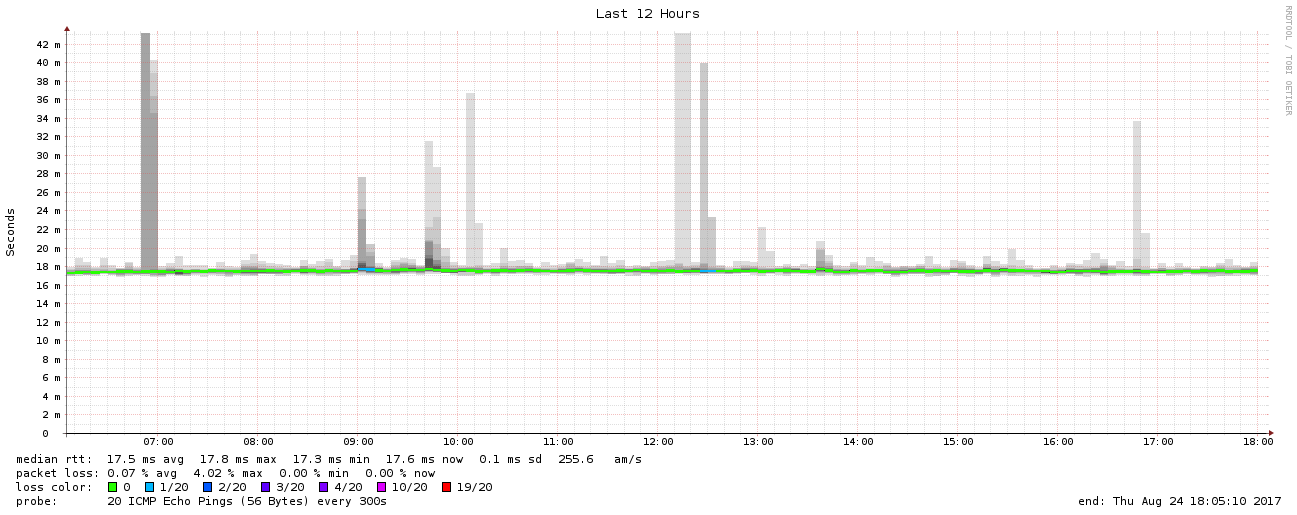 Last 12 Hours
RRDTOOL / TOBI OETIKER
Seconds
42 m
40 m
38 m
36 m
34 m
32 m
30 m
28 m
26 m
24 m
22 m
20 m
18 m
16 m
14 m
12 m
10 m
8 m
6 m
4 m
2 m
0
07:00 08:00 09:00 10:00 11:00 12:00 13:00 14:00 15:00 16:00 17:00 18:00
median rtt: 17.5 ms avg 17.8 ms max 17.3 ms min 17.6 ms now 0.1 ms sd 255.6 am/s
packet loss: 0.07 % avg 4.02 % max 0.00 % min 0.00 % now
loss color: 0 1/20 2/20 3/20 4/20 10/20 19/20
probe: 20 ICMP Echo Pings (56 Bytes) every 300s end: Thu Aug 24 18:05:10 2017